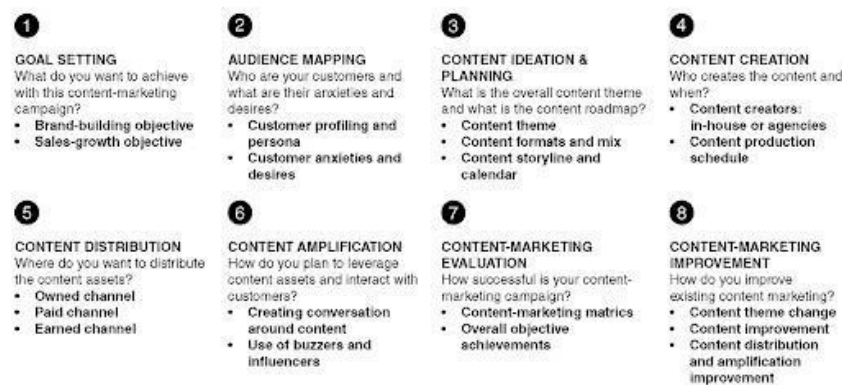 1
GOAL SETTING
What do you want to achieve
with this content-marketing
campaign?
• Brand-building objective
• Sales-growth objective
2
AUDIENCE MAPPING
Who are your customers and
what are their anxieties and
desires?
• Customer profiling and
persona
• Customer anxieties and
desires
3
CONTENT IDEATION &
PLANNING
What is the overall content theme
and what is the content roadmap?
• Content theme
• Content formats and mix
• Content storyline and
calendar
4
CONTENT CREATION
Who creates the content and
when?
• Content creators:
in-house or agencies
• Content production
schedule
5
CONTENT DISTRIBUTION
Where do you want to distribute
the content assets?
• Owned channel
• Paid channel
• Earned channel
6
CONTENT AMPLIFICATION
How do you plan to leverage
content assets and interact with
customers?
• Creating conversation
around content
• Use of buzzers and
influencers
7
CONTENT-MARKETING
EVALUATION
How successful is your content-
marketing campaign?
• Content-marketing matrics
• Overall objective
achievements
8
CONTENT-MARKETING
IMPROVEMENT
How do you improve
existing content marketing?
• Content theme change
• Content improvement
• Content distribution
and amplification
improvement